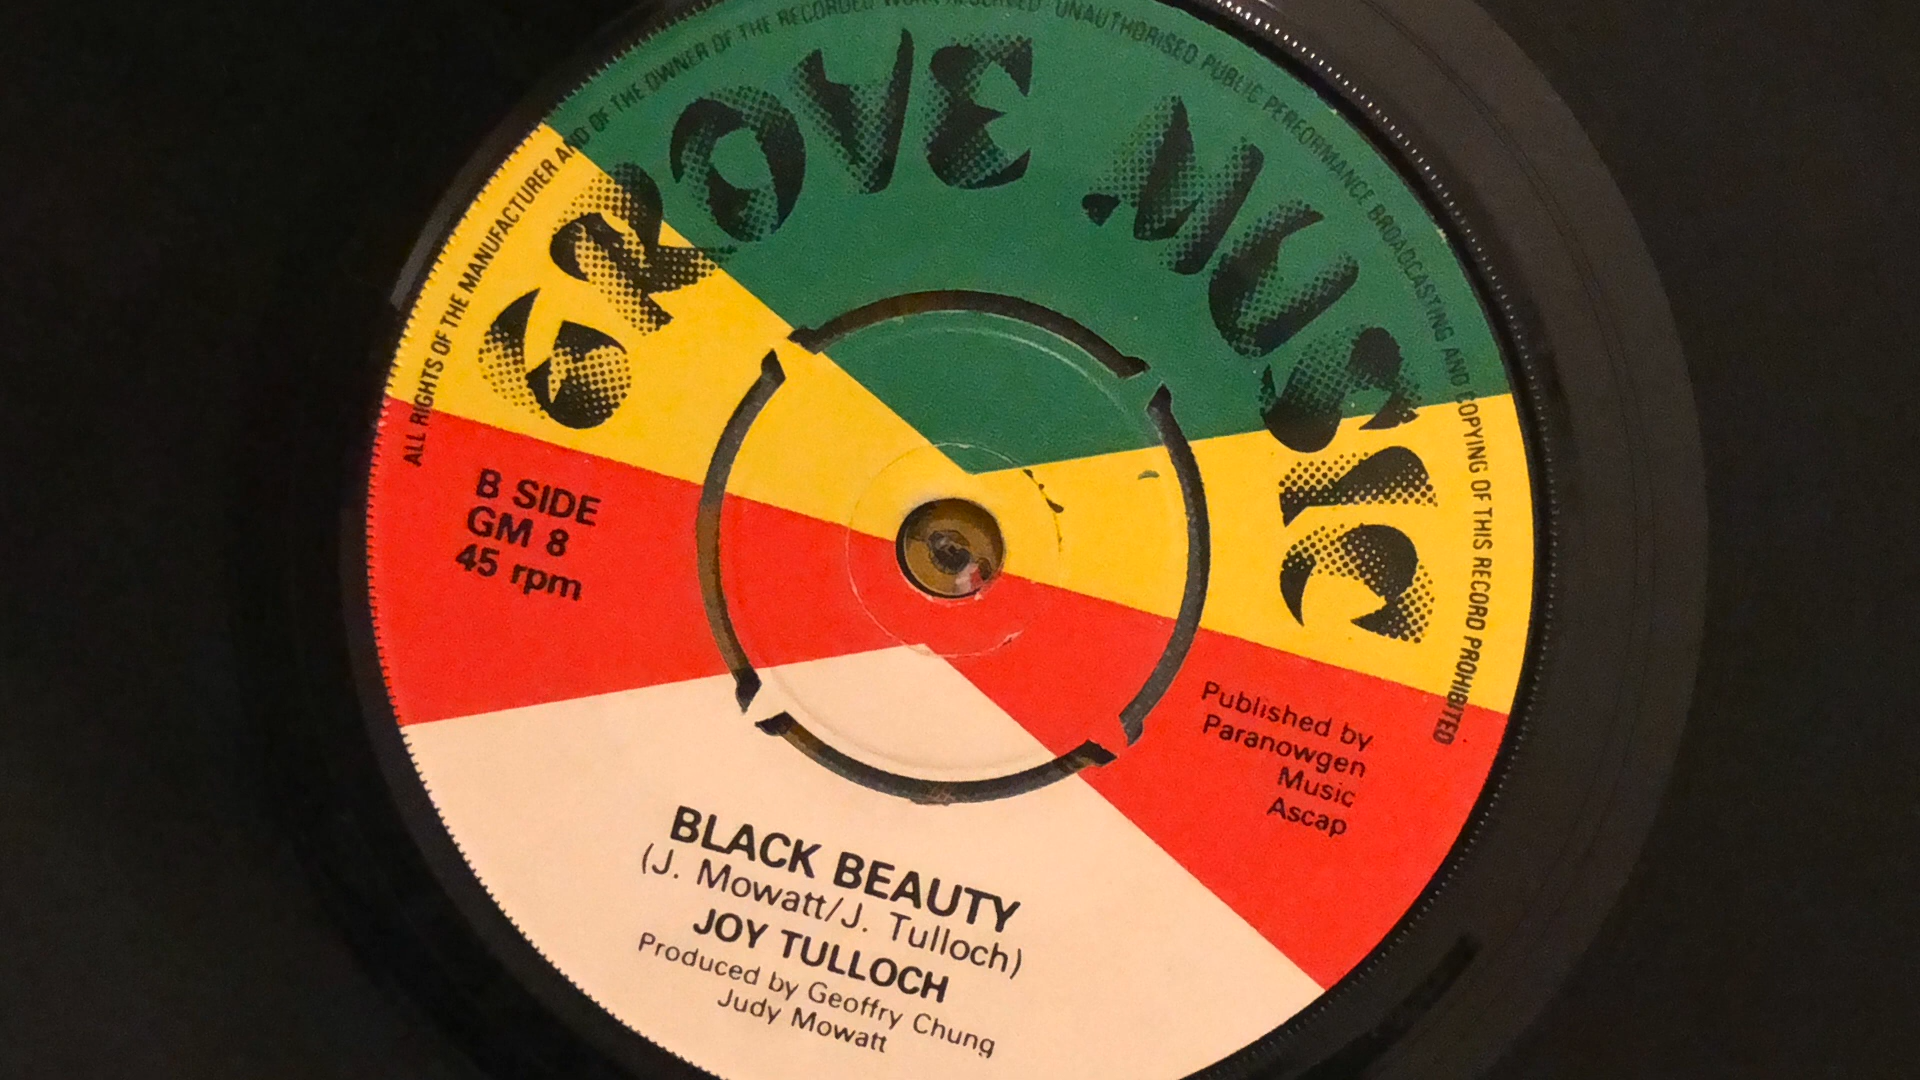 ALL RIGHTS OF THE MANUFACTURER AND OF THE OWNER OF THE RECORDED WORK RESERVED UNAUTHORISED PUBLIC PERFORMANCE BROADCASTING AND COPYING OF THIS RECORD PROHIBITED
GROVE MUSIC
B SIDE
GM 8
45 rpm
Published by
Paranowgen
Music
Ascap
BLACK BEAUTY
(J. Mowatt/J. Tulloch)
JOY TULLOCH
Produced by Geoffry Chung
Judy Mowatt